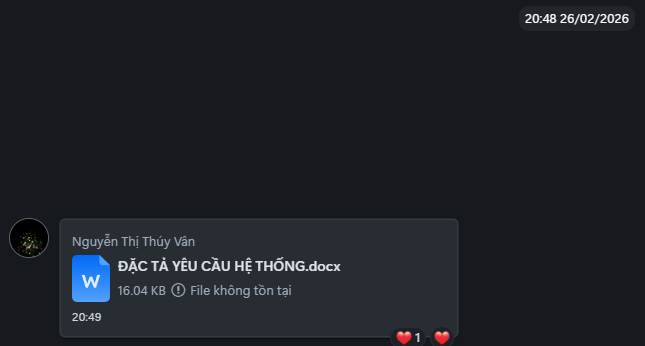 20:48 26/02/2026
Nguyễn Thị Thúy Vân
W
ĐẶC TẢ YÊU CẦU HỆ THỐNG.docx
16.04 KB File không tồn tại
20:49
1